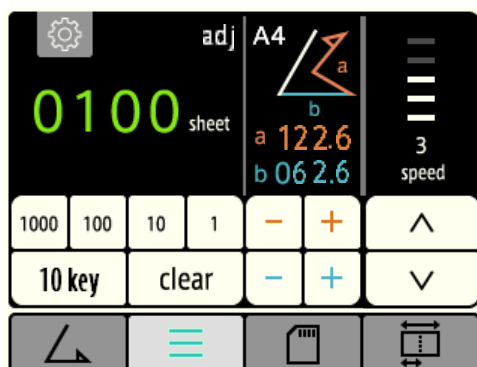 adj A4
a
0100 sheet
b
a 122.6
b 062.6
3
speed
1000 100 10 1 − +
10 key clear − +